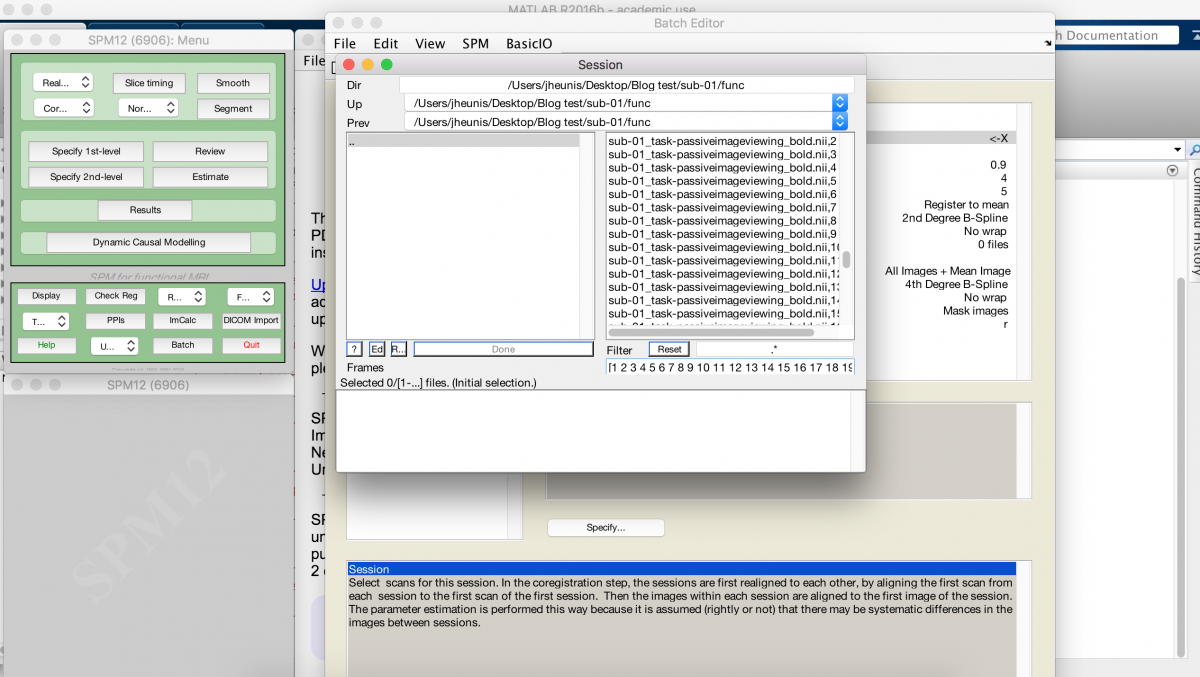 MATLAB R2016b - academic use
Batch Editor
File Edit View SPM BasicIO
h Documentation
SPM12 (6906): Menu
Real...
Slice timing
Smooth
Cor...
Nor...
Segment
Specify 1st-level
Review
Specify 2nd-level
Estimate
Results
Dynamic Causal Modelling
SPM for functional MRI
Display
Check Reg
R...
F...
T...
PPIs
ImCalc
DICOM Import
Help
U...
Batch
Quit
SPM12 (6906)
SPM12
File
Th
PD
ins
Up
ac
up
W
ple
SP
Im
Ne
Un
SP
un
pu
2
Session
Dir /Users/jheunis/Desktop/Blog test/sub-01/func
Up /Users/jheunis/Desktop/Blog test/sub-01/func
Prev /Users/jheunis/Desktop/Blog test/sub-01/func
..
sub-01_task-passiveimageviewing_bold.nii,2
sub-01_task-passiveimageviewing_bold.nii,3
sub-01_task-passiveimageviewing_bold.nii,4
sub-01_task-passiveimageviewing_bold.nii,5
sub-01_task-passiveimageviewing_bold.nii,6
sub-01_task-passiveimageviewing_bold.nii,7
sub-01_task-passiveimageviewing_bold.nii,8
sub-01_task-passiveimageviewing_bold.nii,9
sub-01_task-passiveimageviewing_bold.nii,10
sub-01_task-passiveimageviewing_bold.nii,1
sub-01_task-passiveimageviewing_bold.nii,12
sub-01_task-passiveimageviewing_bold.nii,13
sub-01_task-passiveimageviewing_bold.nii,14
sub-01_task-passiveimageviewing_bold.nii,15
? Ed R... Done
Filter Reset .*
Frames [1 2 3 4 5 6 7 8 9 10 11 12 13 14 15 16 17 18 19
Selected 0/[1-...] files. (Initial selection.)
<-X
0.9
4
5
Register to mean
2nd Degree B-Spline
No wrap
0 files
All Images + Mean Image
4th Degree B-Spline
No wrap
Mask images
r
Command History
Specify...
Session
Select scans for this session. In the coregistration step, the sessions are first realigned to each other, by aligning the first scan from
each session to the first scan of the first session. Then the images within each session are aligned to the first image of the session.
The parameter estimation is performed this way because it is assumed (rightly or not) that there may be systematic differences in the
images between sessions.